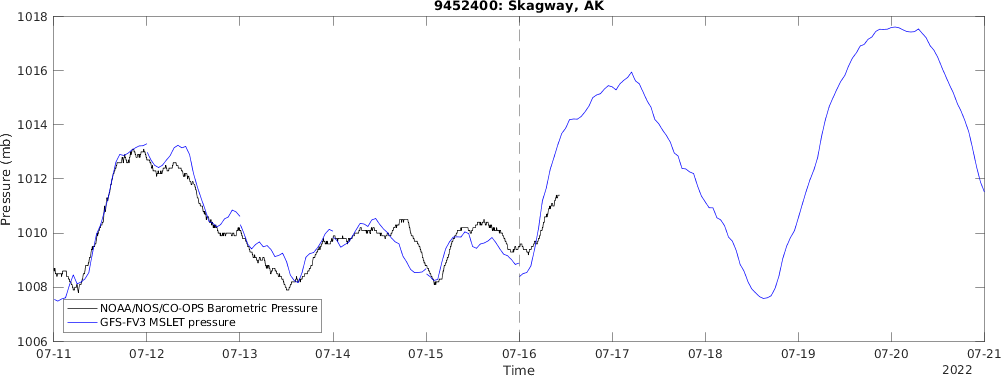 9452400: Skagway, AK
1018
1016
1014
1012
1010
1008
1006
Pressure (mb)
NOAA/NOS/CO-OPS Barometric Pressure
GFS-FV3 MSLET pressure
07-11 07-12 07-13 07-14 07-15 07-16 07-17 07-18 07-19 07-20 07-21
Time
2022